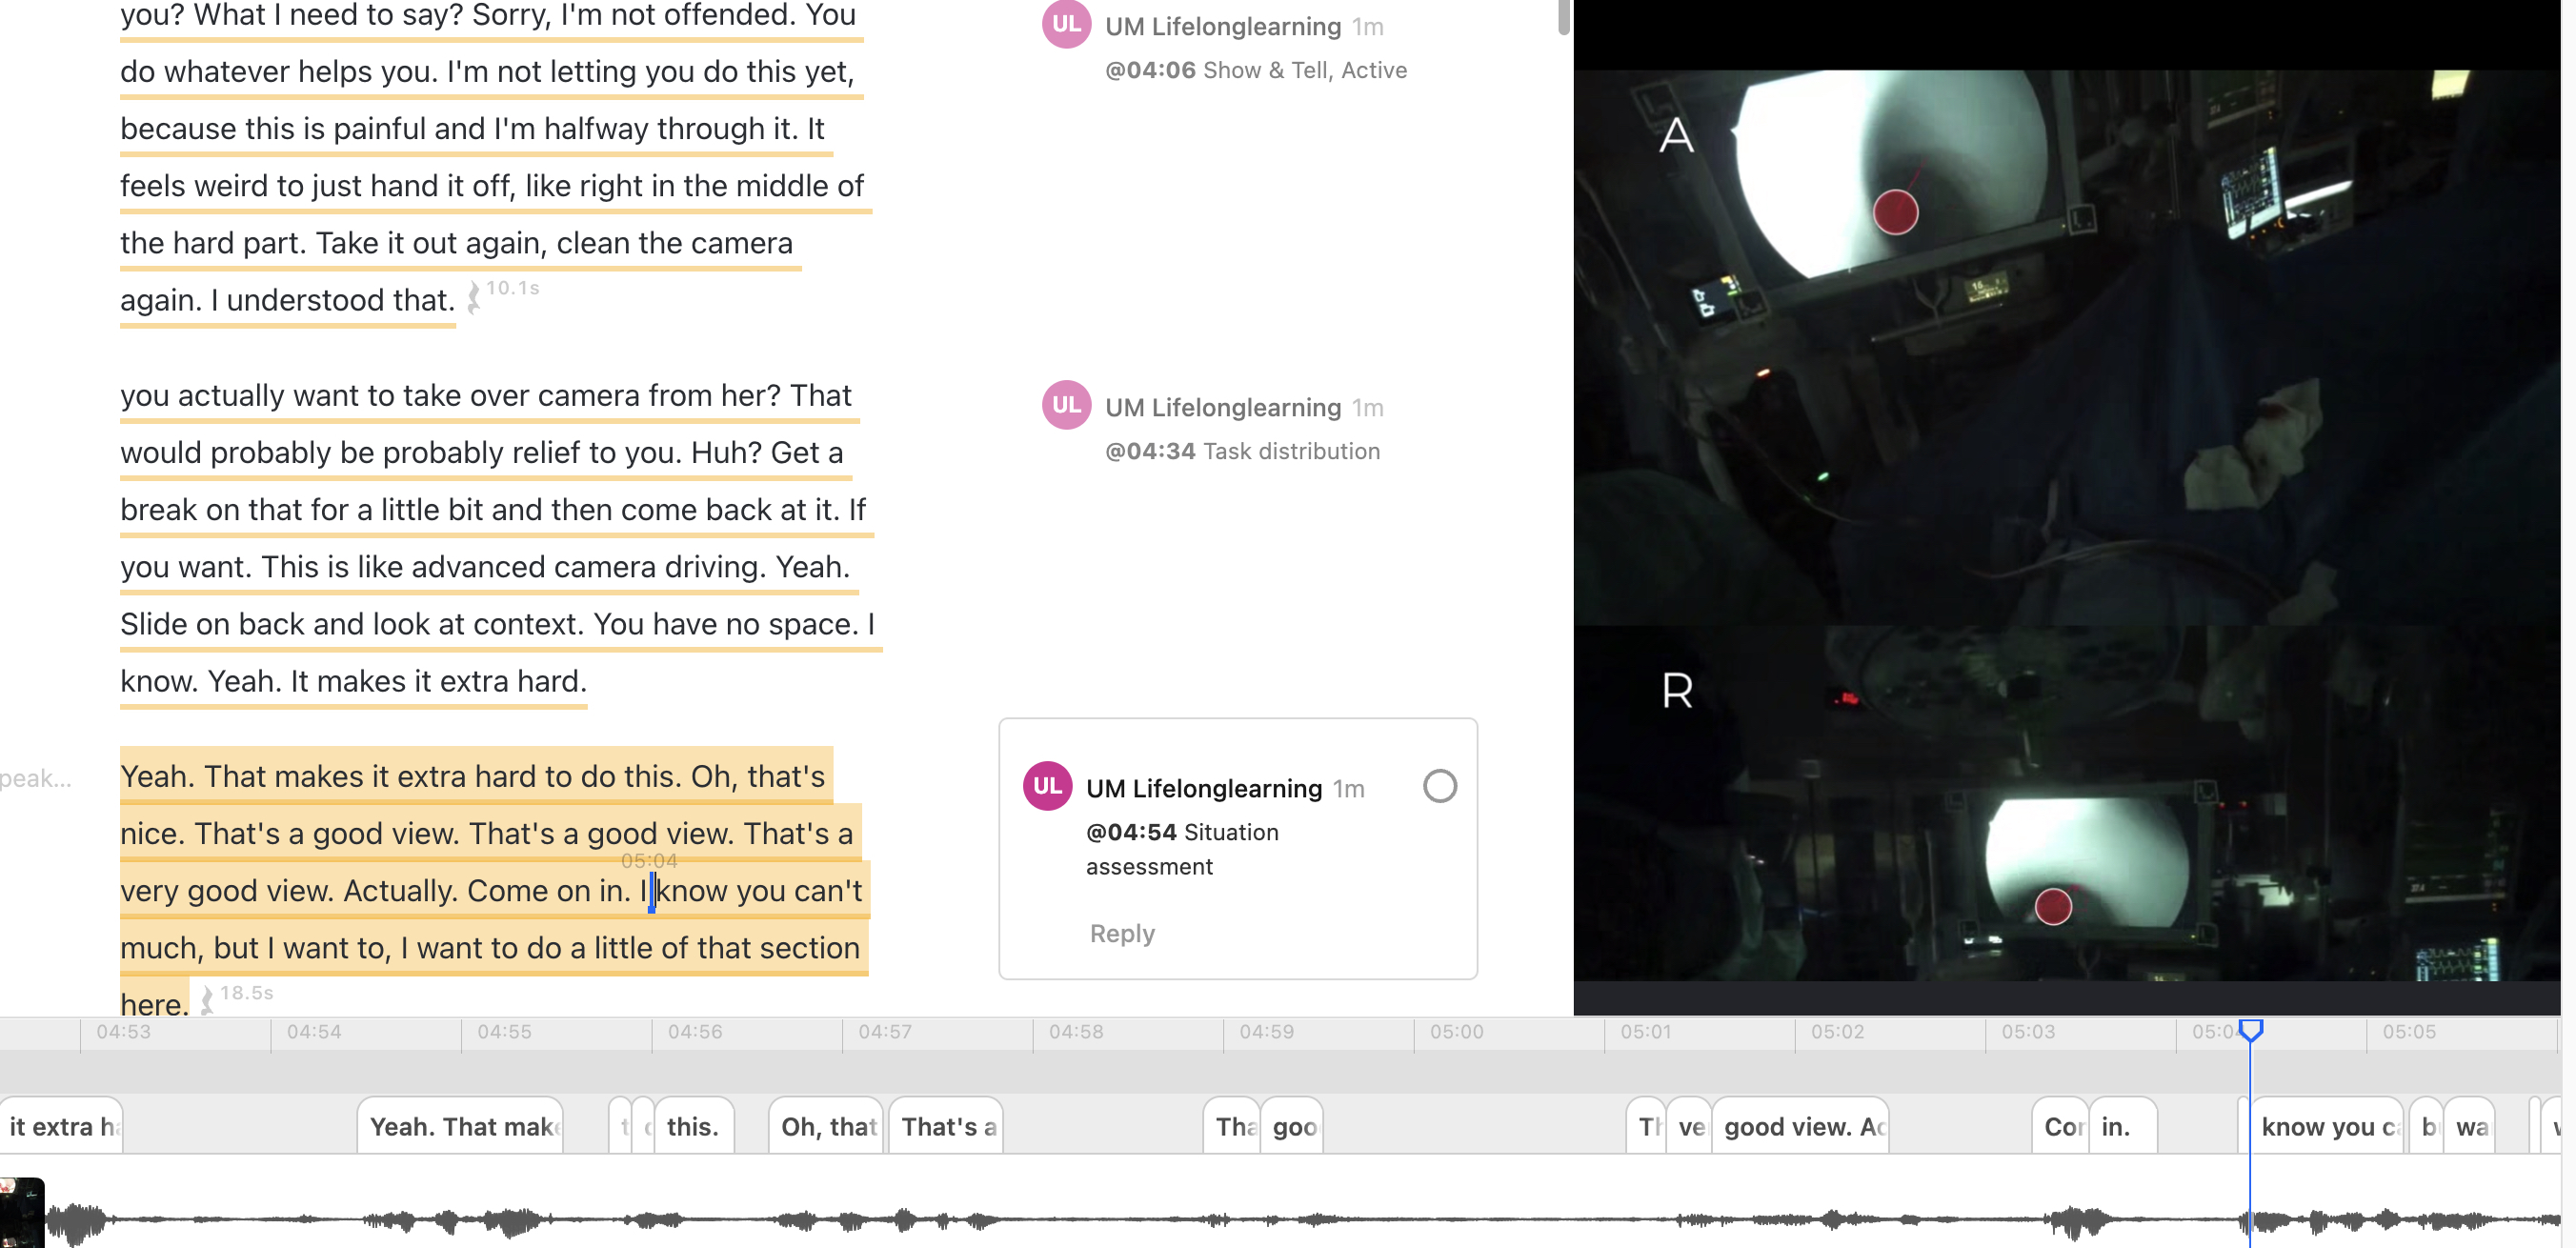 you? What I need to say? Sorry, I'm not offended. You
do whatever helps you. I'm not letting you do this yet,
because this is painful and I'm halfway through it. It
feels weird to just hand it off, like right in the middle of
the hard part. Take it out again, clean the camera
again. I understood that. 10.1s
you actually want to take over camera from her? That
would probably be probably relief to you. Huh? Get a
break on that for a little bit and then come back at it. If
you want. This is like advanced camera driving. Yeah.
Slide on back and look at context. You have no space. I
know. Yeah. It makes it extra hard.
peak...
Yeah. That makes it extra hard to do this. Oh, that's
nice. That's a good view. That's a good view. That's a
05:04
very good view. Actually. Come on in. I know you can't
much, but I want to, I want to do a little of that section
here. 18.5s
UL UM Lifelonglearning 1m
@04:06 Show & Tell, Active
UL UM Lifelonglearning 1m
@04:34 Task distribution
UL UM Lifelonglearning 1m
@04:54 Situation
assessment
Reply
A
R
04:53 04:54 04:55 04:56 04:57 04:58 04:59 05:00 05:01 05:02 05:03 05:04 05:05
it extra ha Yeah. That make t this. Oh, that That's a Tha goo Th ve good view. Ac Con in. know you ca b wa